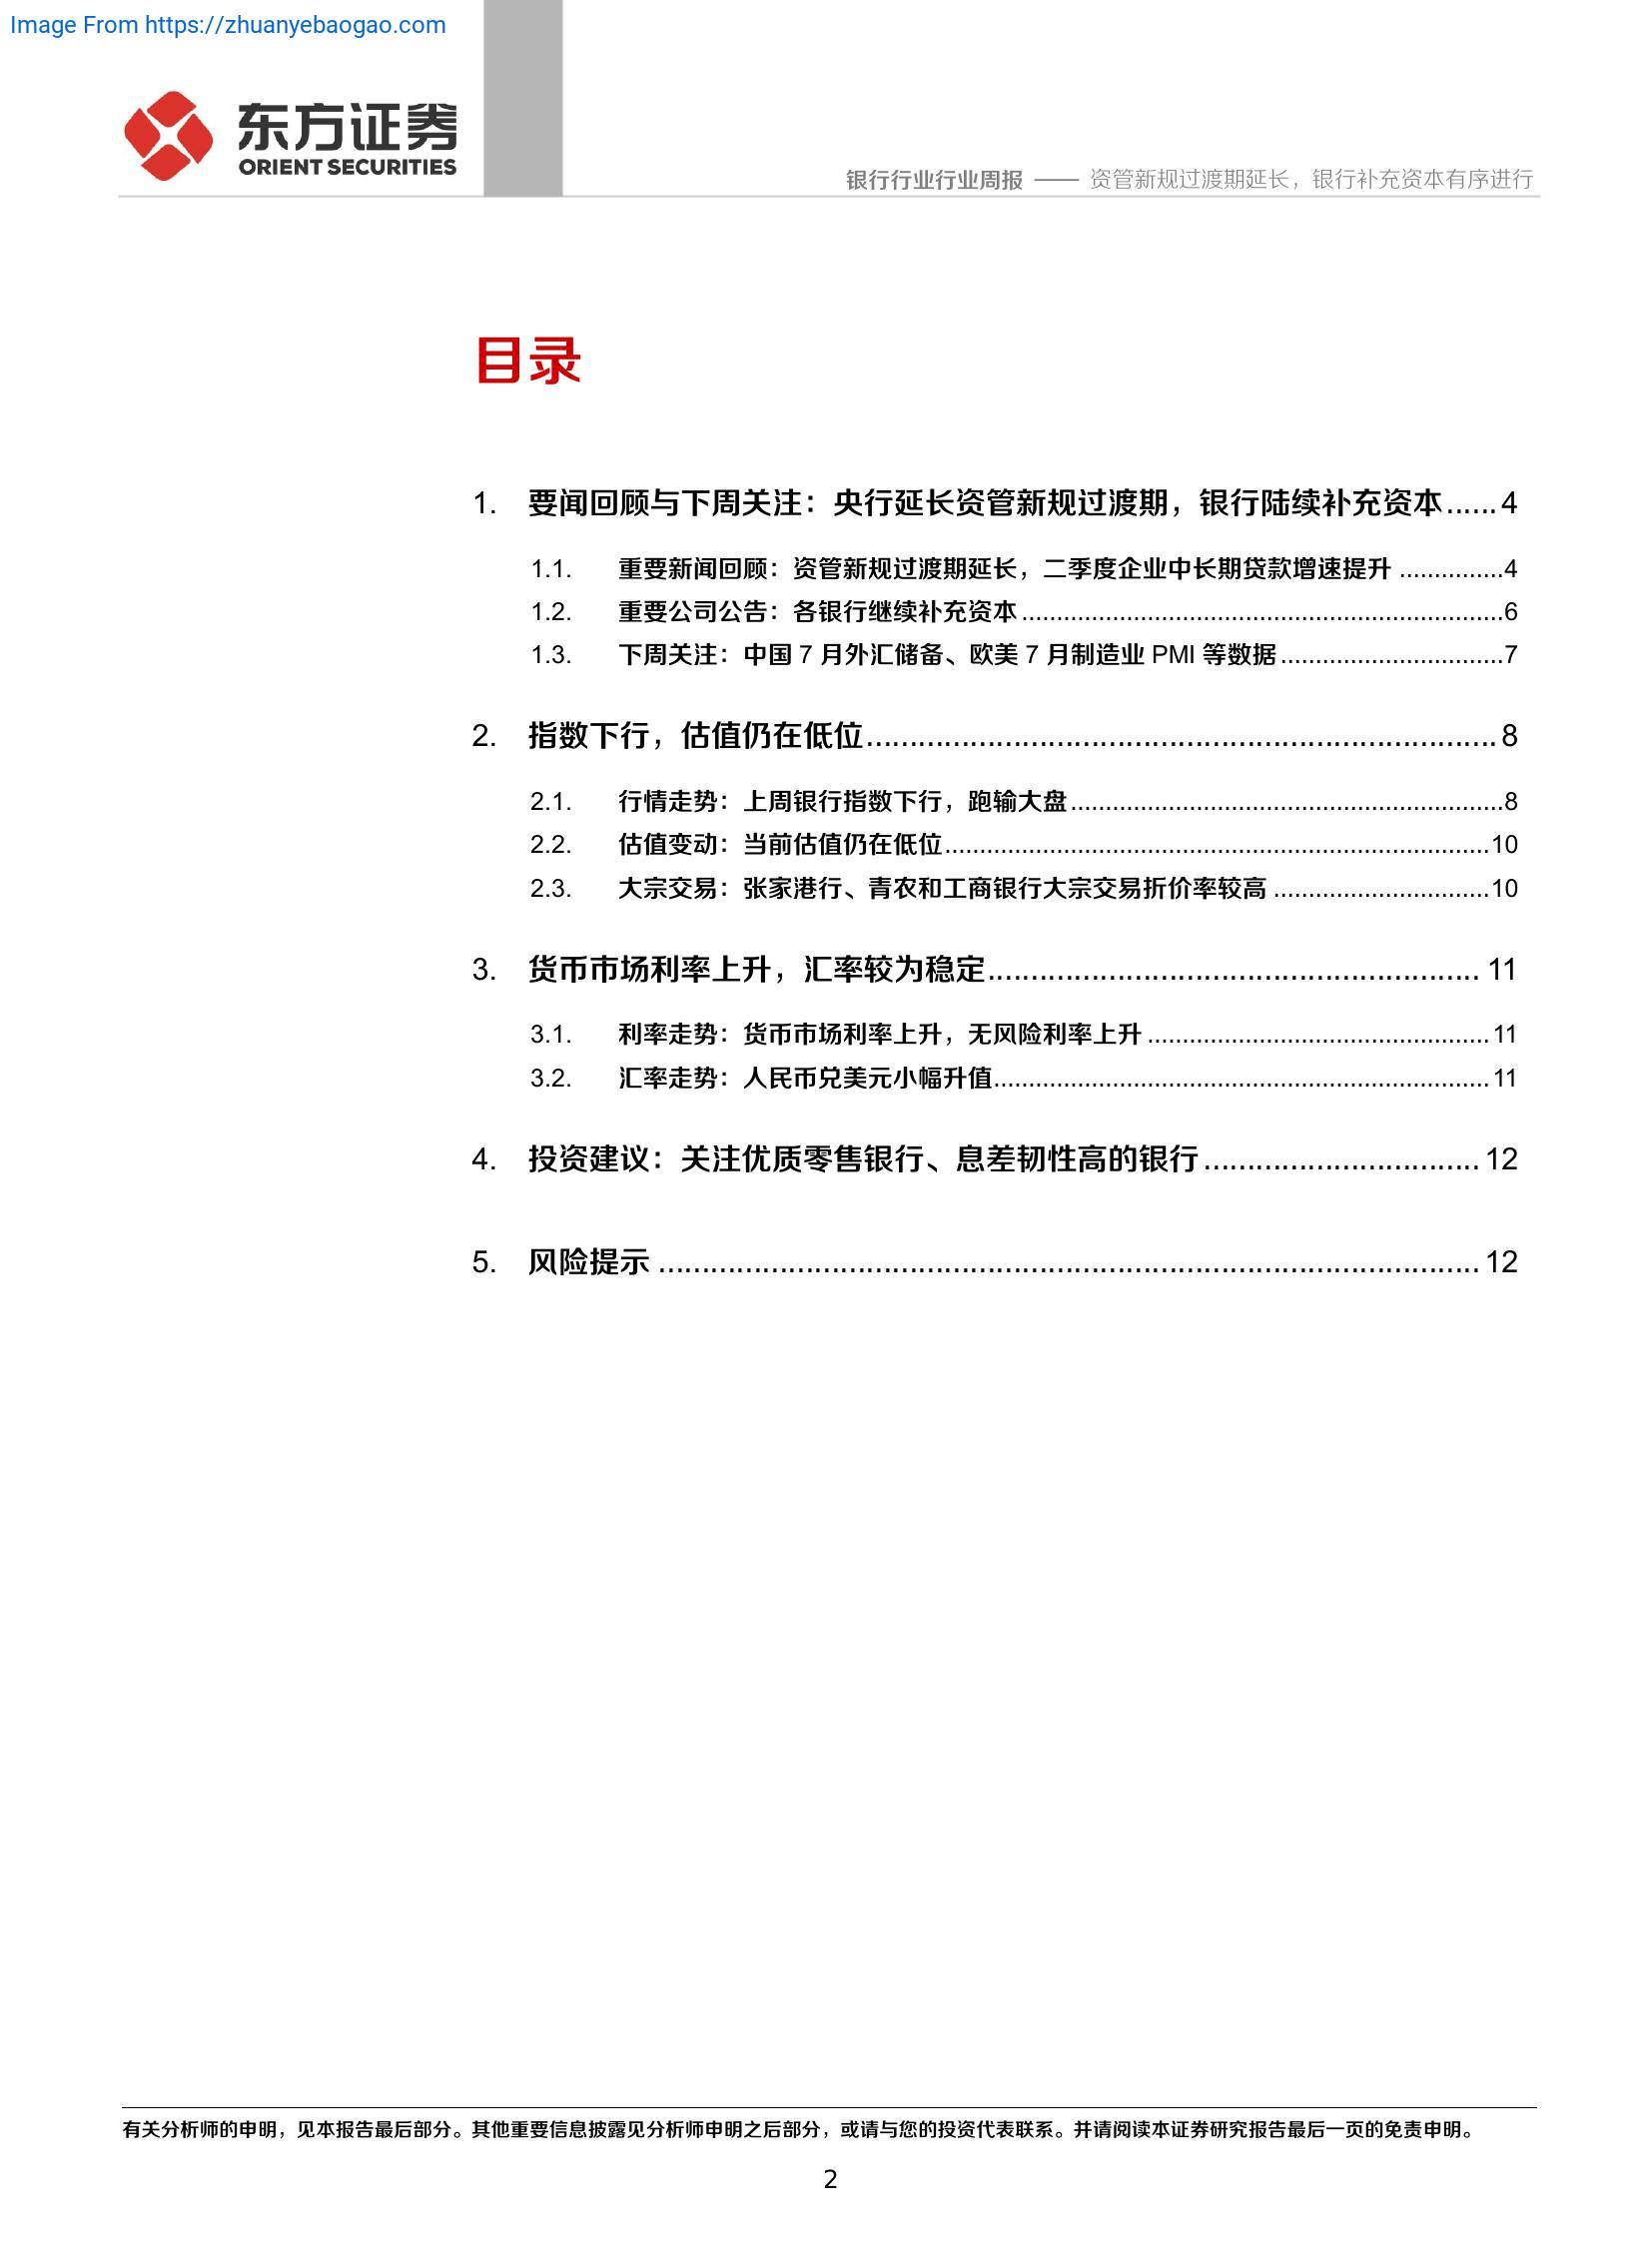 Image From https://zhuanyebaogao.com
东方证券
ORIENT SECURITIES
银行行业行业周报 —— 资管新规过渡期延长，银行补充资本有序进行
目录
1. 要闻回顾与下周关注：央行延长资管新规过渡期，银行陆续补充资本......4
1.1. 重要新闻回顾：资管新规过渡期延长，二季度企业中长期贷款增速提升 ...............4
1.2. 重要公司公告：各银行继续补充资本.....................................................................6
1.3. 下周关注：中国 7 月外汇储备、欧美 7 月制造业 PMI 等数据................................7
2. 指数下行，估值仍在低位.........................................................................8
2.1. 行情走势：上周银行指数下行，跑输大盘..............................................................8
2.2. 估值变动：当前估值仍在低位..............................................................................10
2.3. 大宗交易：张家港行、青农和工商银行大宗交易折价率较高 ...............................10
3. 货币市场利率上升，汇率较为稳定......................................................... 11
3.1. 利率走势：货币市场利率上升，无风险利率上升 .................................................11
3.2. 汇率走势：人民币兑美元小幅升值.......................................................................11
4. 投资建议：关注优质零售银行、息差韧性高的银行................................ 12
5. 风险提示 ............................................................................................... 12
有关分析师的申明，见本报告最后部分。其他重要信息披露见分析师申明之后部分，或请与您的投资代表联系。并请阅读本证券研究报告最后一页的免责申明。
2